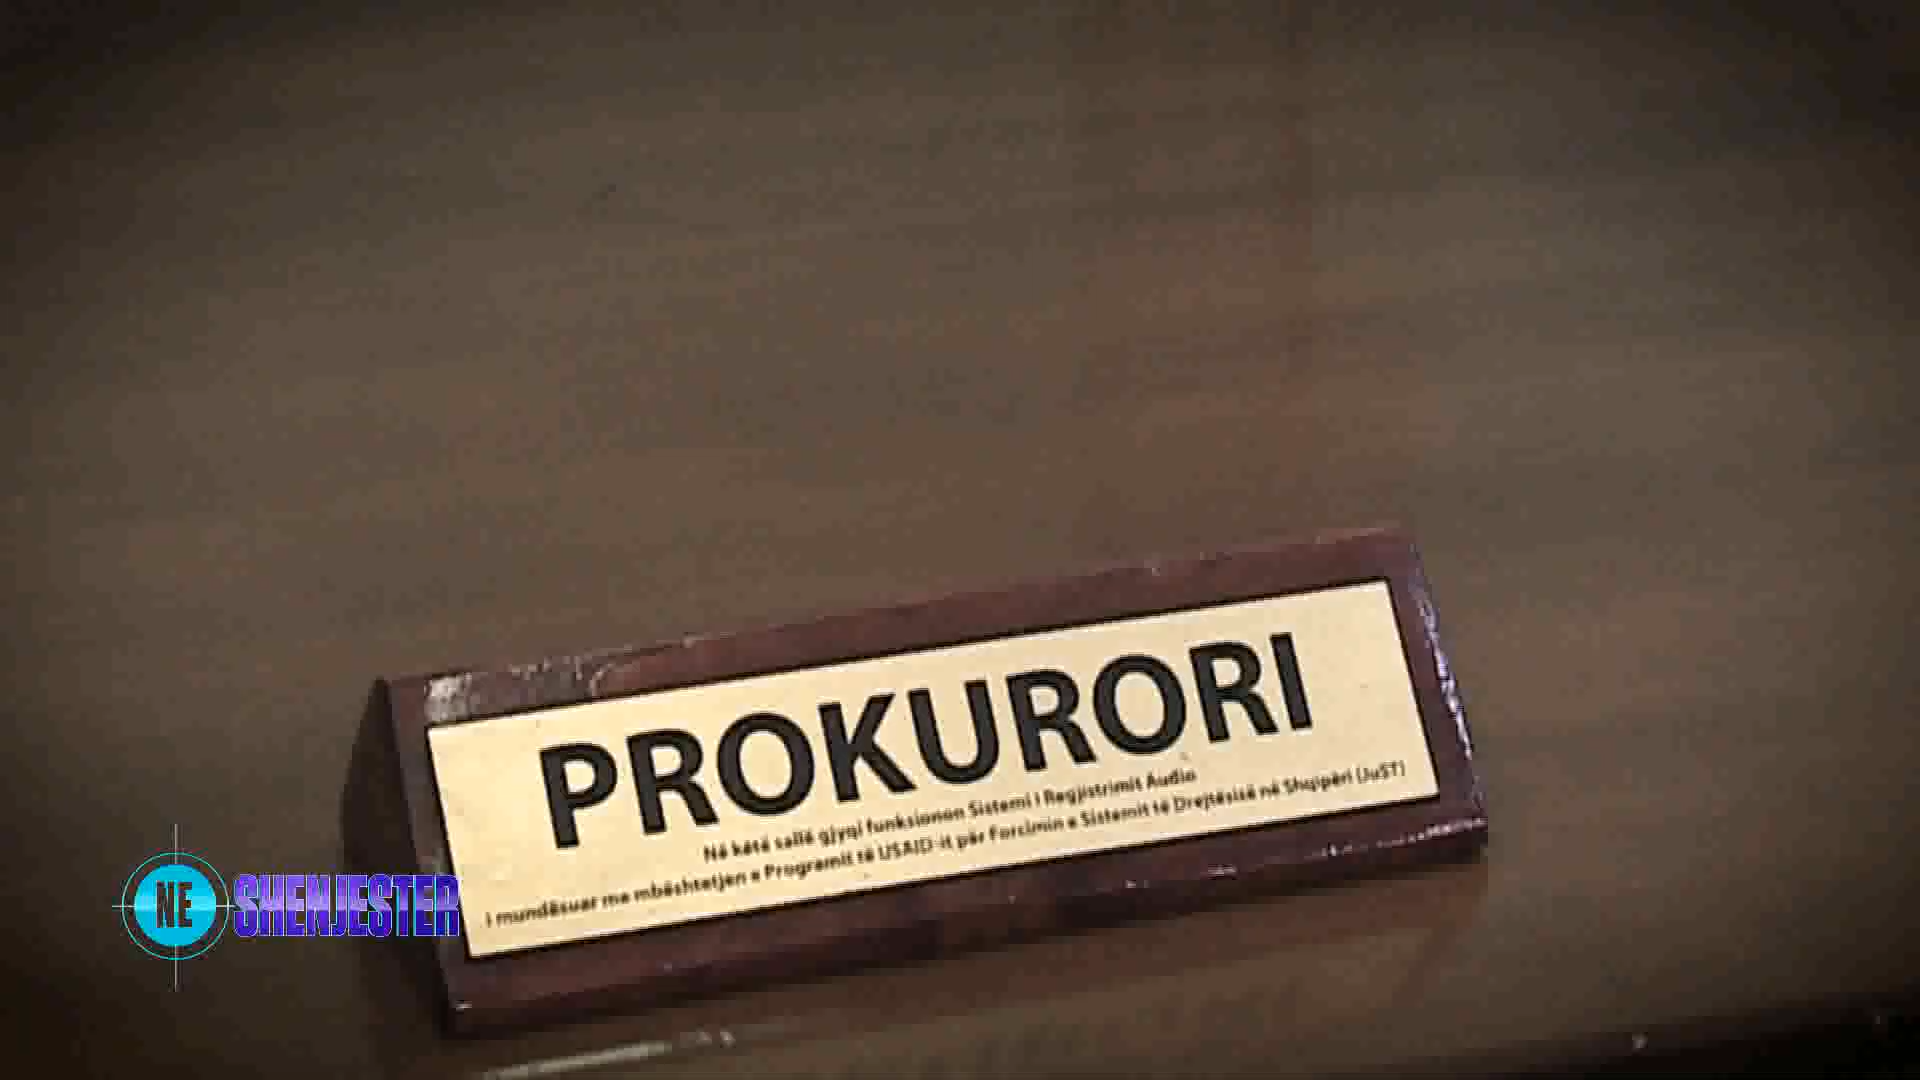 PROKURORI
Në këtë sallë gjyqi funksionon Sistemi i Regjistrimit Audio
i mundësuar me mbështetjen e Programit të USAID-it për Forcimin e Sistemit të Drejtësisë në Shqipëri (JuST)
NE SHENJESTER